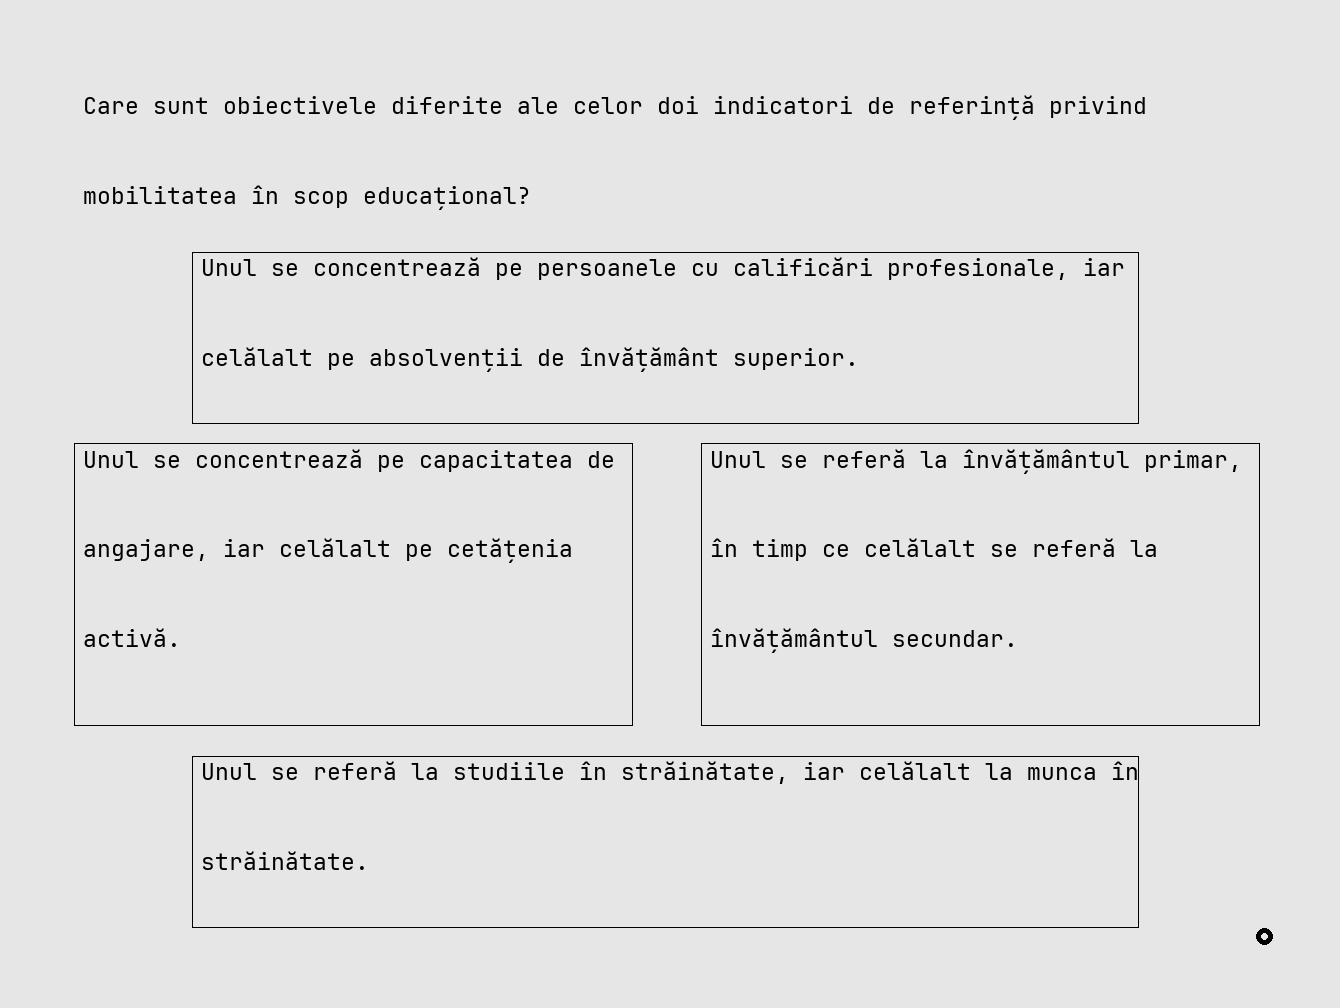 Care sunt obiectivele diferite ale celor doi indicatori de referință privind
mobilitatea în scop educațional?
Unul se concentrează pe persoanele cu calificări profesionale, iar
celălalt pe absolvenții de învățământ superior.
Unul se concentrează pe capacitatea de
angajare, iar celălalt pe cetățenia
activă.
Unul se referă la învățământul primar,
în timp ce celălalt se referă la
învățământul secundar.
Unul se referă la studiile în străinătate, iar celălalt la munca în
străinătate.